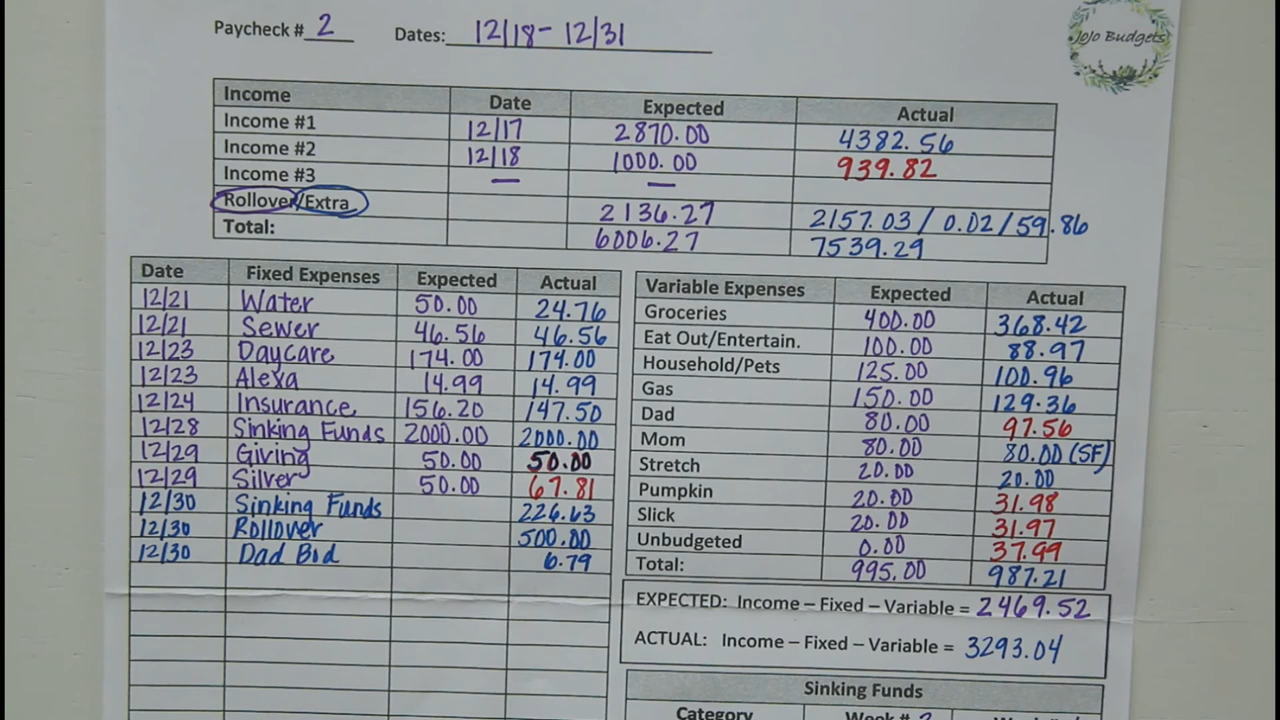 Paycheck # 2 Dates: 12/18 - 12/31
JoJo Budgets
Income Date Expected Actual
Income #1 12/17 2870.00 4382.56
Income #2 12/18 1000.00 939.82
Income #3 — —
Rollover/Extra 2136.27 2157.03 / 0.02 / 59.86
Total: 6006.27 7539.29
Date Fixed Expenses Expected Actual
12/21 Water 50.00 24.76
12/21 Sewer 46.56 46.56
12/23 Daycare 174.00 174.00
12/23 Alexa 14.99 14.99
12/24 Insurance 156.20 147.50
12/28 Sinking Funds 2000.00 2000.00
12/29 Giving 50.00 50.00
12/29 Silver 50.00 67.81
12/30 Sinking Funds 226.63
12/30 Rollover 500.00
12/30 Dad Bid 6.79
Variable Expenses Expected Actual
Groceries 400.00 368.42
Eat Out/Entertain. 100.00 88.97
Household/Pets 125.00 100.96
Gas 150.00 129.36
Dad 80.00 97.56
Mom 80.00 80.00 (SF)
Stretch 20.00 20.00
Pumpkin 20.00 31.98
Slick 20.00 31.97
Unbudgeted 0.00 37.99
Total: 995.00 987.21
EXPECTED: Income – Fixed – Variable = 2469.52
ACTUAL: Income – Fixed – Variable = 3293.04
Sinking Funds
Category Week # 2